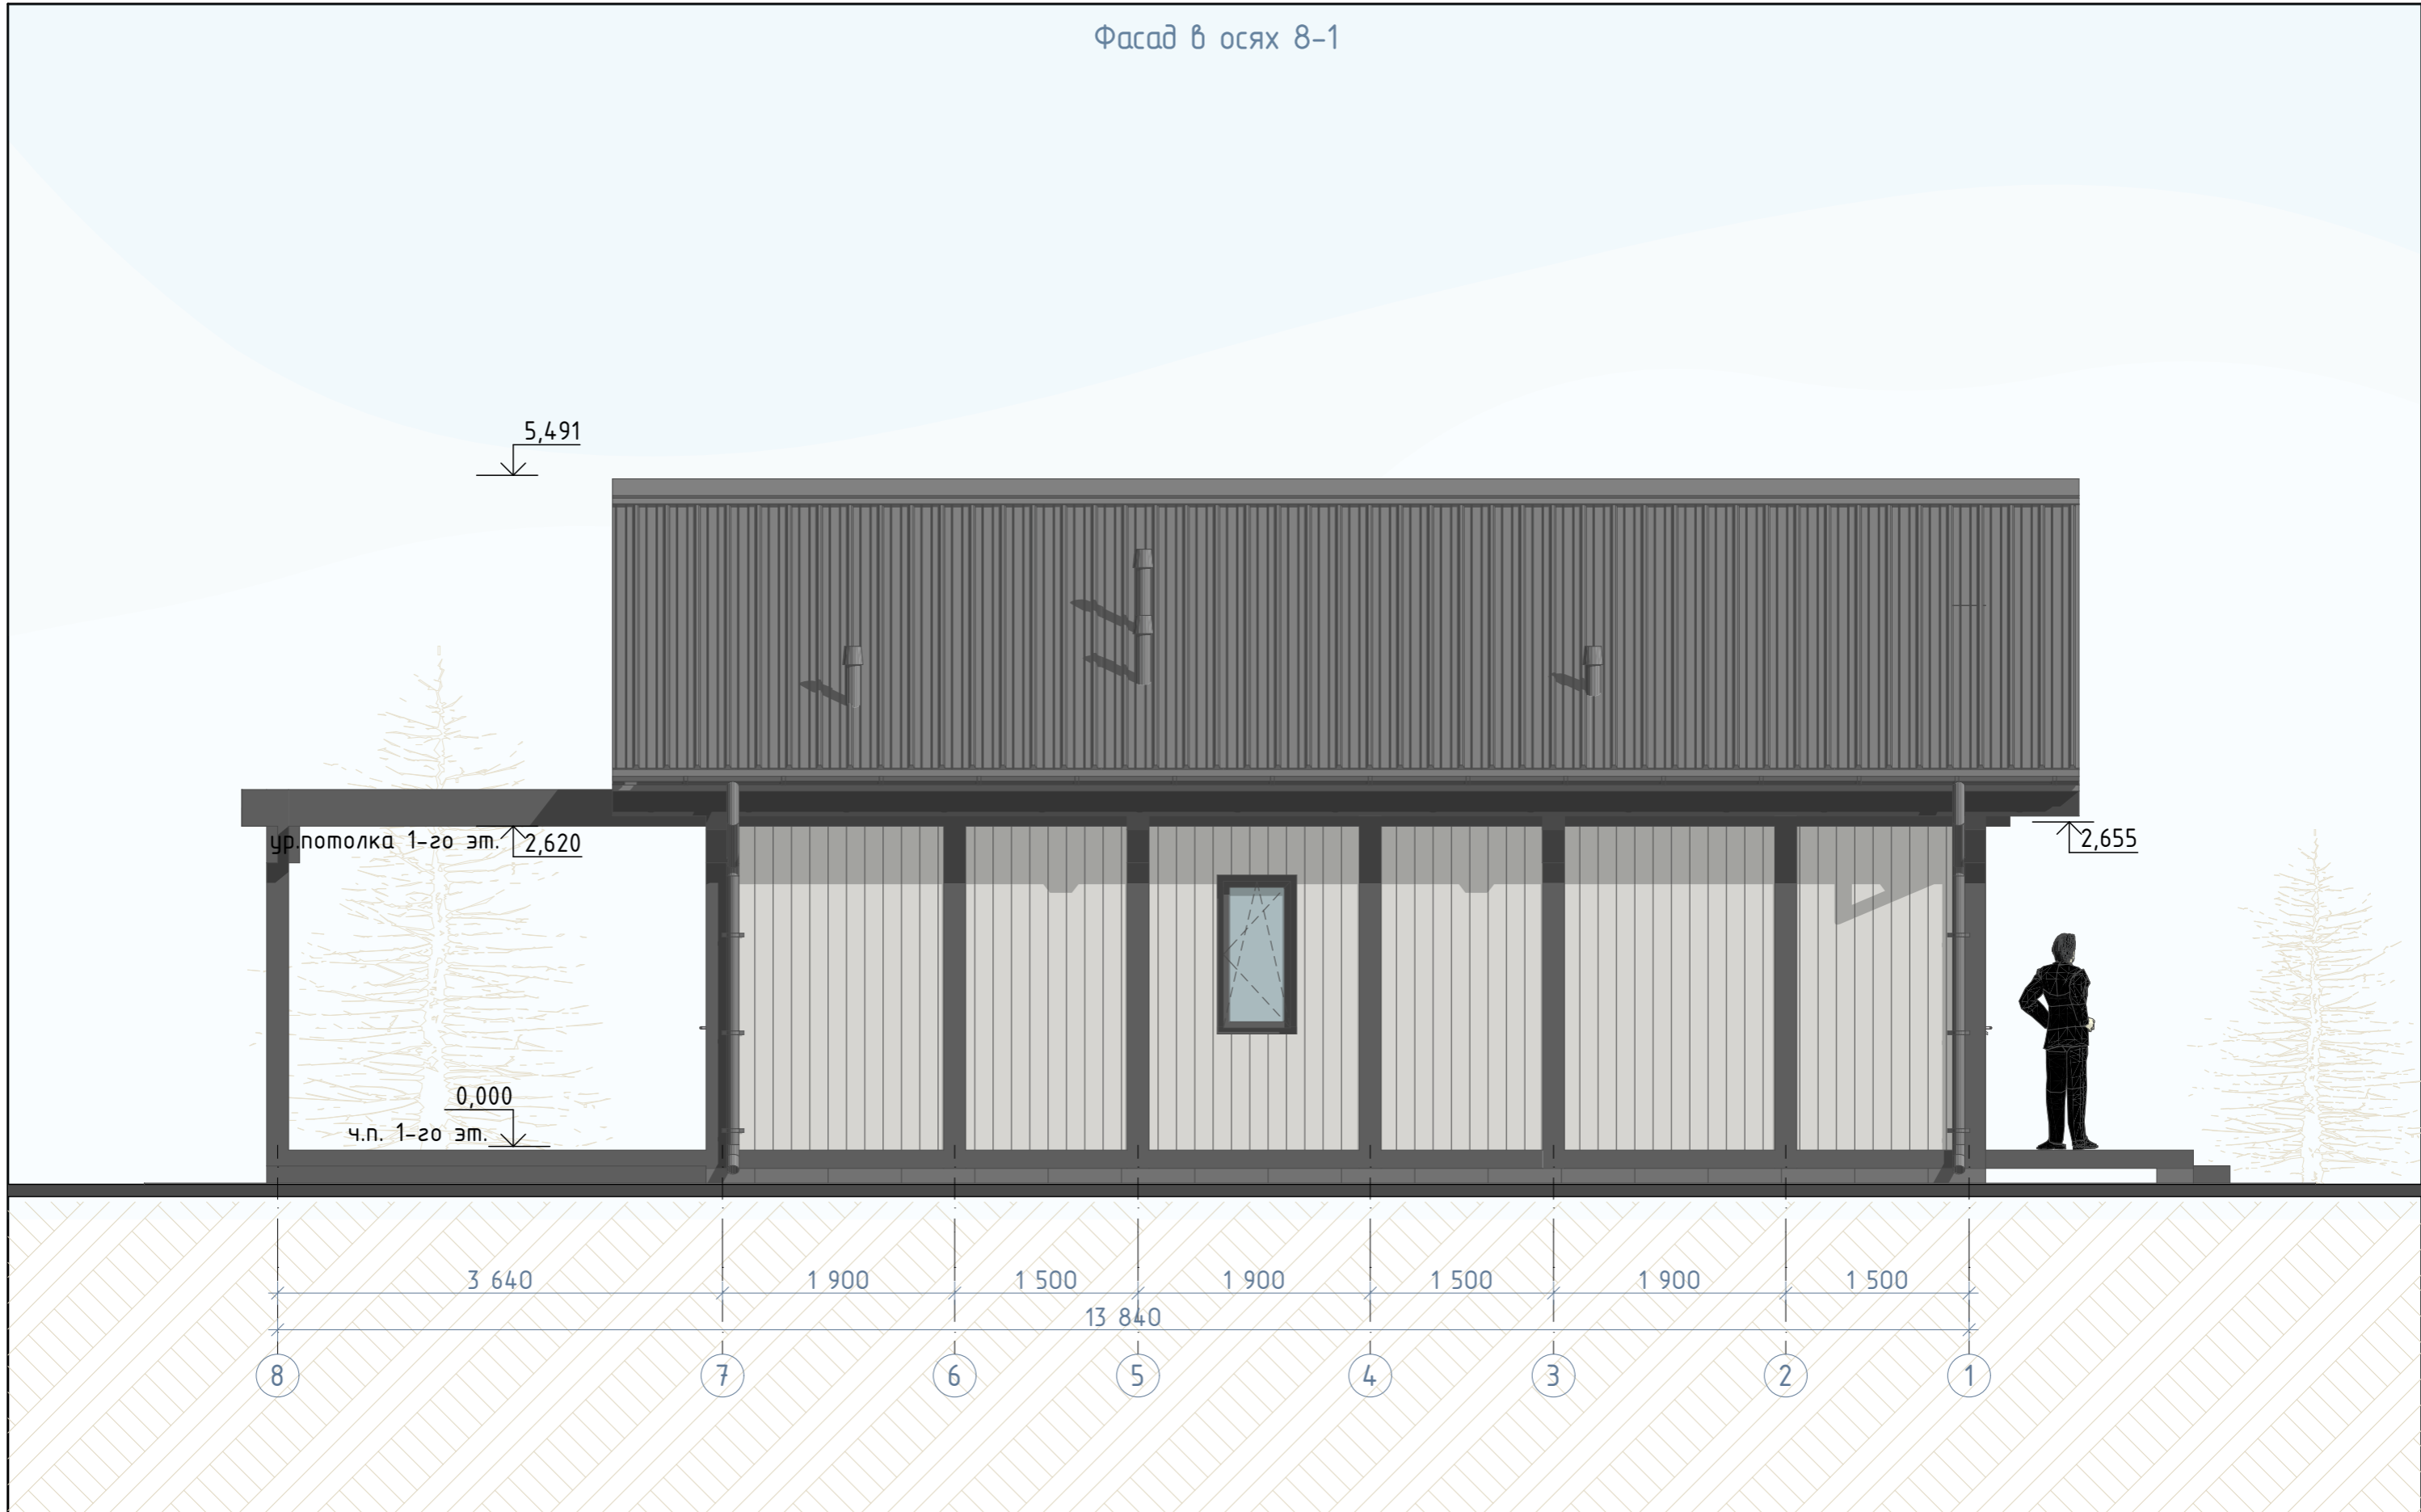 Фасад в осях 8-1
5,491
ур.потолка 1-го эт. 2,620
2,655
0,000
ч.п. 1-го эт.
3 640 1 900 1 500 1 900 1 500 1 900 1 500
13 840
8 7 6 5 4 3 2 1